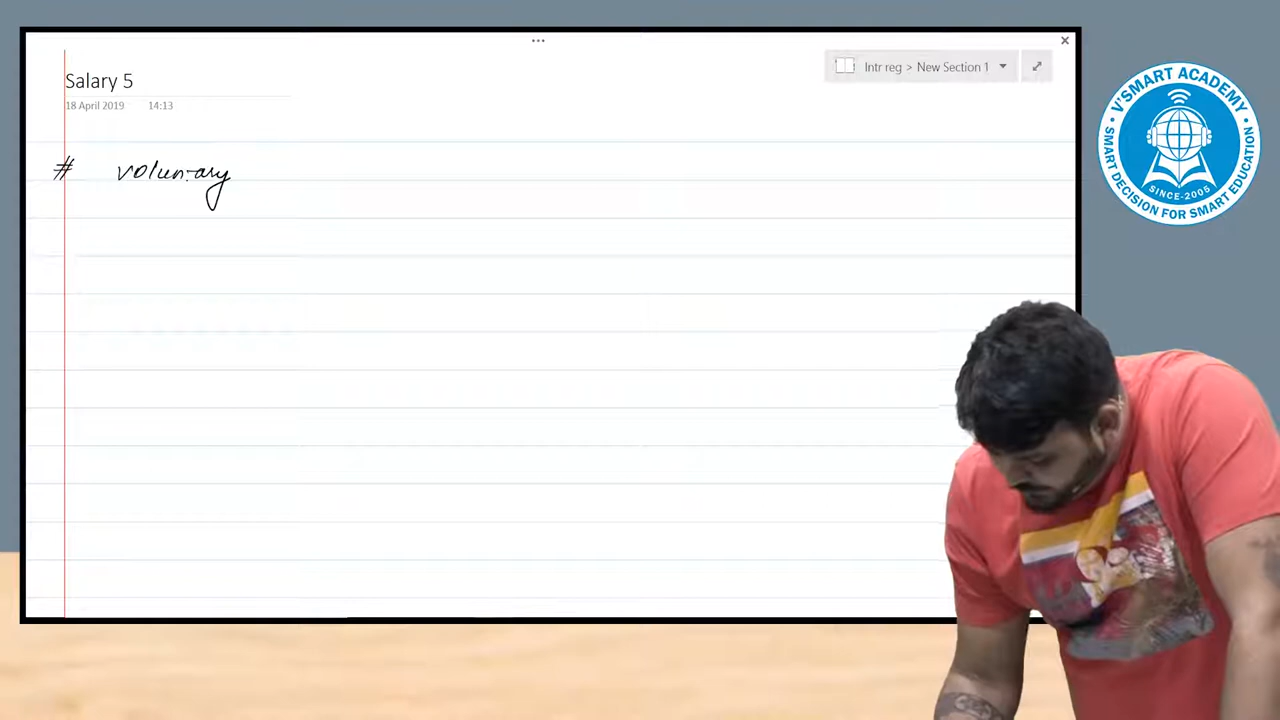 Salary 5
Intr reg > New Section 1
18 April 2019 14:13
# volunary
V'SMART ACADEMY
SINCE-2005
SMART DECISION FOR SMART EDUCATION